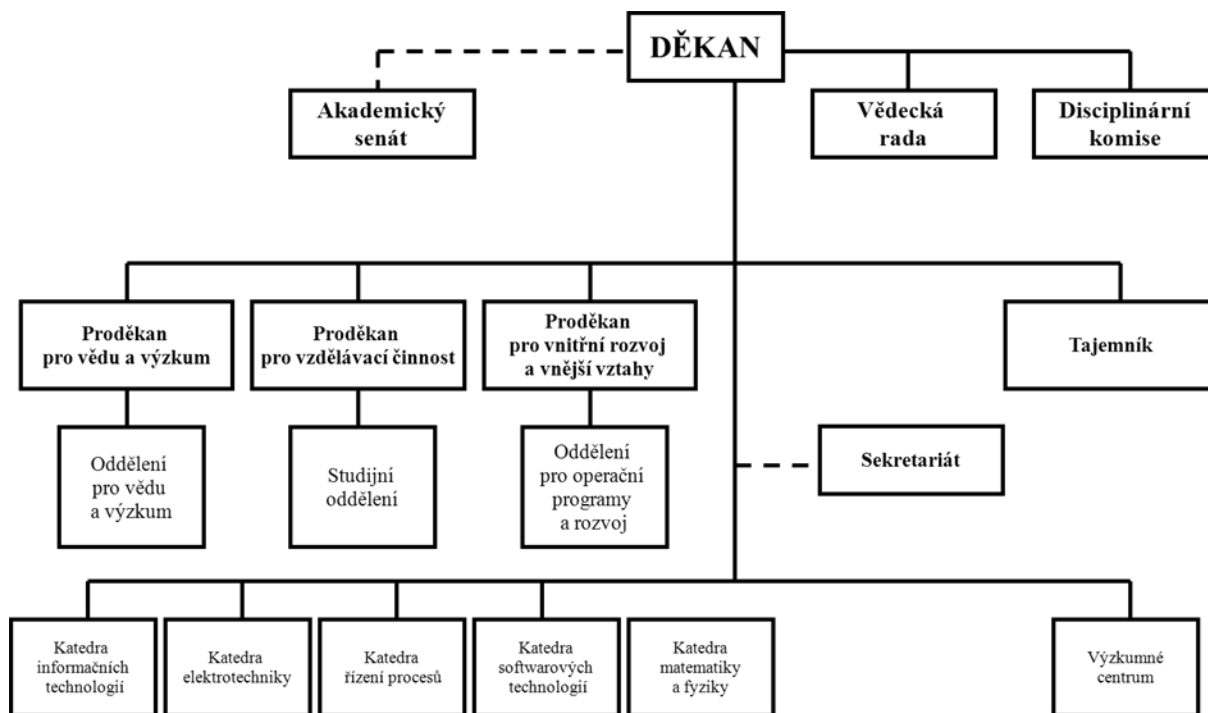 DĚKAN
Akademický
senát
Vědecká
rada
Disciplinární
komise
Proděkan
pro vědu a výzkum
Proděkan
pro vzdělávací činnost
Proděkan
pro vnitřní rozvoj
a vnější vztahy
Tajemník
Oddělení
pro vědu
a výzkum
Studijní
oddělení
Oddělení
pro operační
programy
a rozvoj
Sekretariát
Katedra
informačních
technologií
Katedra
elektrotechniky
Katedra
řízení procesů
Katedra
softwarových
technologií
Katedra
matematiky
a fyziky
Výzkumné
centrum